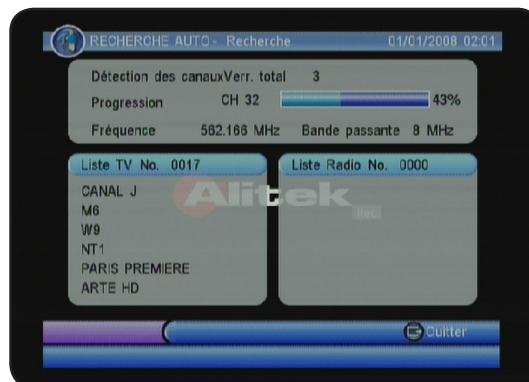 RECHERCHE AUTO - Recherche 01/01/2008 02:01
Détection des canauxVerr. total 3
Progression CH 32 43%
Fréquence 562.166 MHz Bande passante 8 MHz
Liste TV No. 0017 Liste Radio No. 0000
CANAL J
M6
W9
NT1
PARIS PREMIERE
ARTE HD
Alitek
Quitter